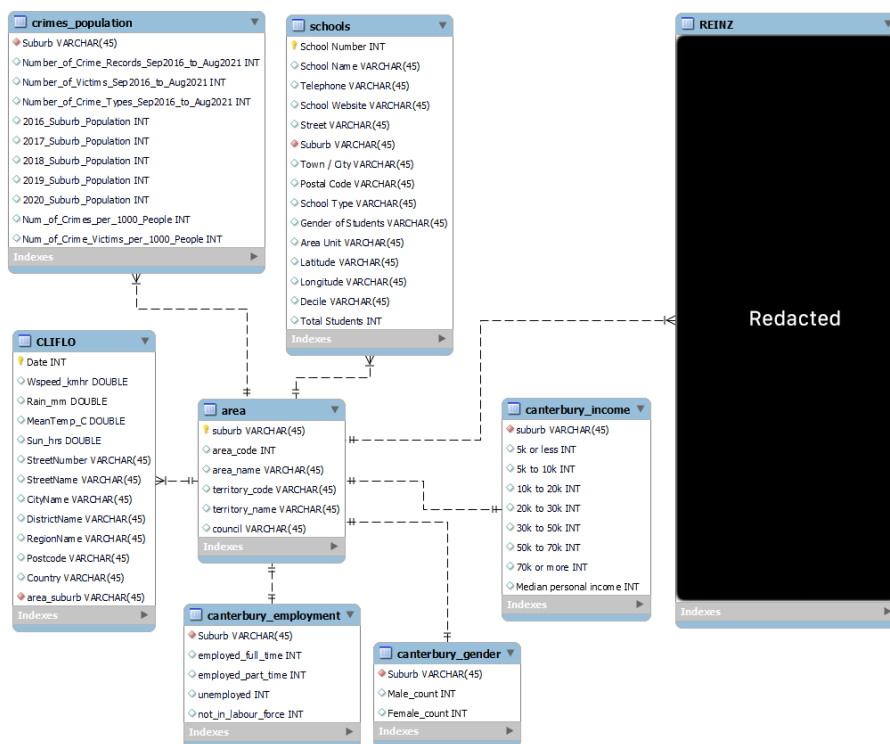 crimes_population
Suburb VARCHAR(45)
Number_of_Crime_Records_Sep2016_to_Aug2021 INT
Number_of_Victims_Sep2016_to_Aug2021 INT
Number_of_Crime_Types_Sep2016_to_Aug2021 INT
2016_Suburb_Population INT
2017_Suburb_Population INT
2018_Suburb_Population INT
2019_Suburb_Population INT
2020_Suburb_Population INT
Num_of_Crimes_per_1000_People INT
Num_of_Crime_Victims_per_1000_People INT
Indexes
schools
School Number INT
School Name VARCHAR(45)
Telephone VARCHAR(45)
School Website VARCHAR(45)
Street VARCHAR(45)
Suburb VARCHAR(45)
Town / City VARCHAR(45)
Postal Code VARCHAR(45)
School Type VARCHAR(45)
Gender of Students VARCHAR(45)
Area Unit VARCHAR(45)
Latitude VARCHAR(45)
Longitude VARCHAR(45)
Decile VARCHAR(45)
Total Students INT
Indexes
REINZ
Redacted
Indexes
CLIFLO
Date INT
Wspeed_kmhr DOUBLE
Rain_mm DOUBLE
MeanTemp_C DOUBLE
Sun_hrs DOUBLE
StreetNumber VARCHAR(45)
StreetName VARCHAR(45)
CityName VARCHAR(45)
DistrictName VARCHAR(45)
RegionName VARCHAR(45)
Postcode VARCHAR(45)
Country VARCHAR(45)
area_suburb VARCHAR(45)
Indexes
area
suburb VARCHAR(45)
area_code INT
area_name VARCHAR(45)
territory_code VARCHAR(45)
territory_name VARCHAR(45)
council VARCHAR(45)
Indexes
canterbury_income
suburb VARCHAR(45)
5k or less INT
5k to 10k INT
10k to 20k INT
20k to 30k INT
30k to 50k INT
50k to 70k INT
70k or more INT
Median personal income INT
Indexes
canterbury_employment
Suburb VARCHAR(45)
employed_full_time INT
employed_part_time INT
unemployed INT
not_in_labour_force INT
Indexes
canterbury_gender
Suburb VARCHAR(45)
Male_count INT
Female_count INT
Indexes